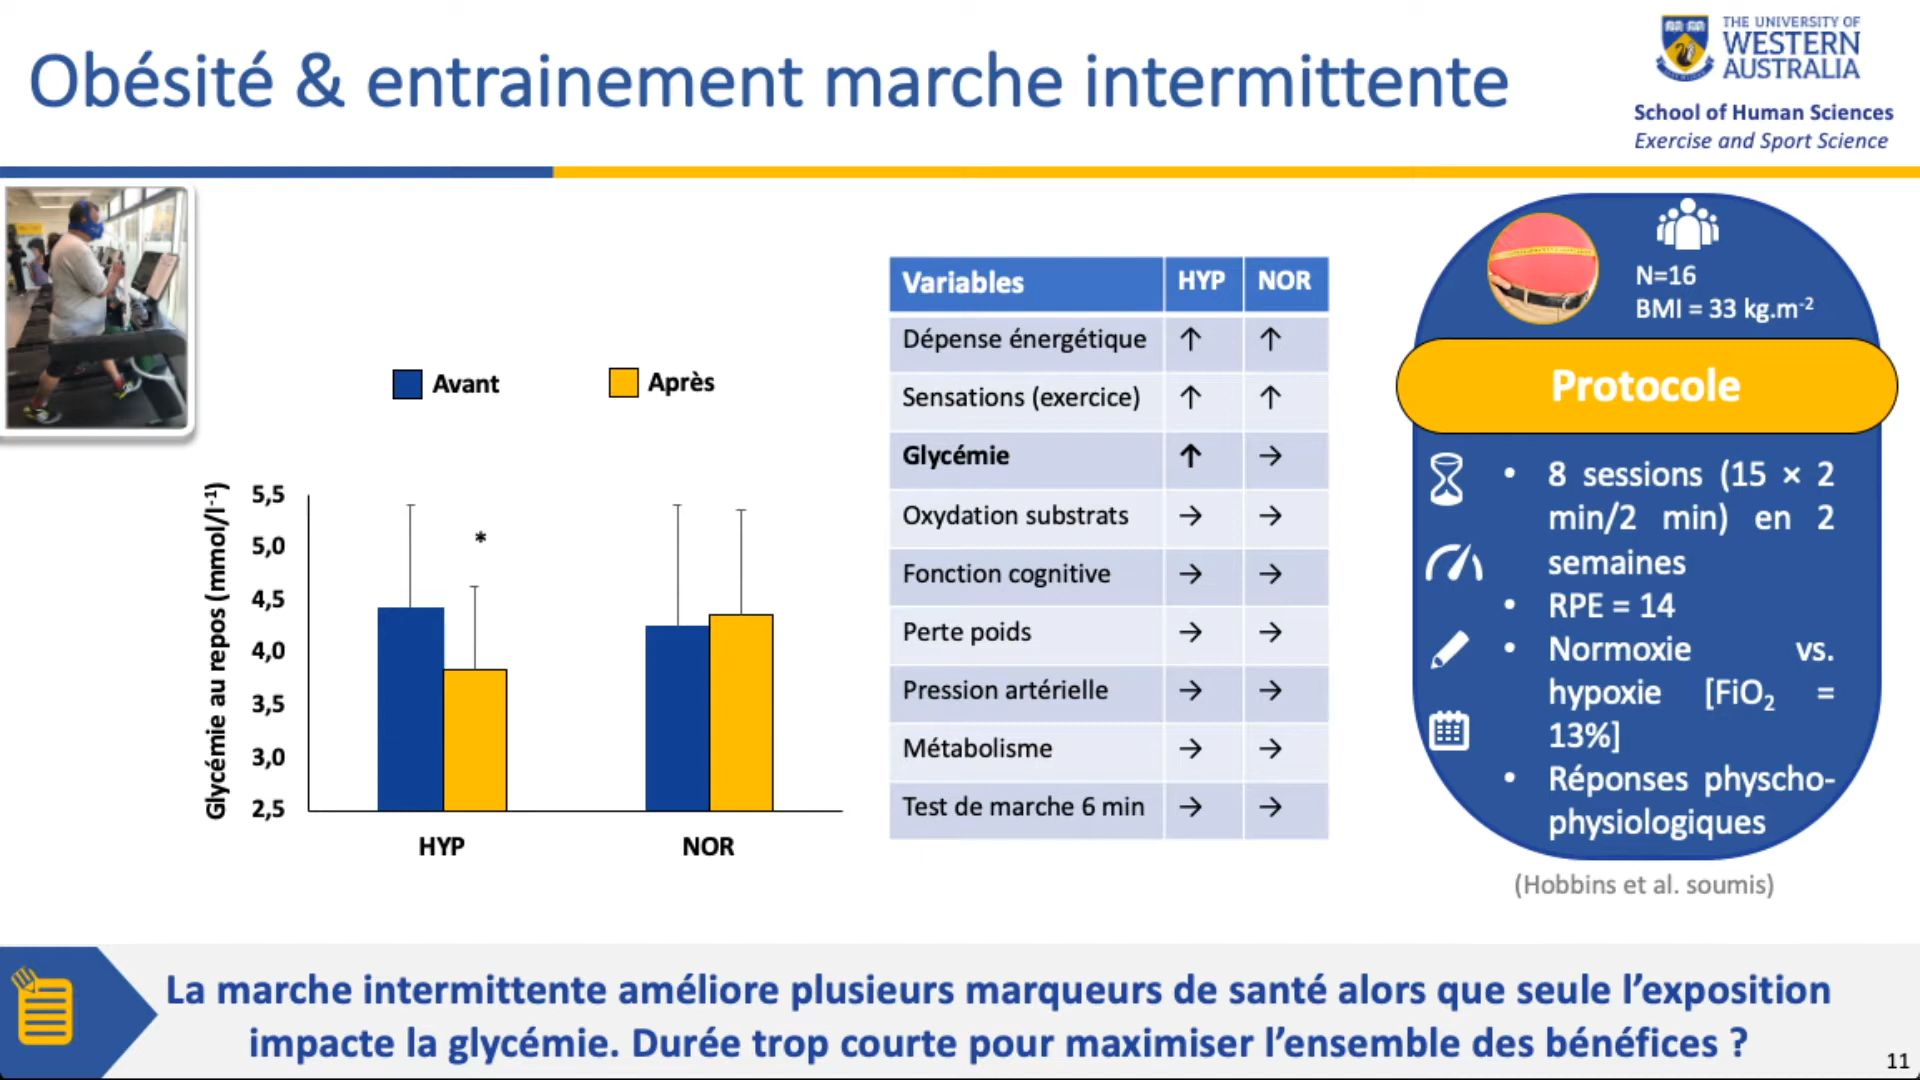 Obésité & entrainement marche intermittente
THE UNIVERSITY OF
WESTERN
AUSTRALIA
School of Human Sciences
Exercise and Sport Science
Avant
Après
Glycémie au repos (mmol/l⁻¹)
5,5
5,0
4,5
4,0
3,5
3,0
2,5
*
HYP
NOR
Variables HYP NOR
Dépense énergétique ↑ ↑
Sensations (exercice) ↑ ↑
Glycémie ↑ →
Oxydation substrats → →
Fonction cognitive → →
Perte poids → →
Pression artérielle → →
Métabolisme → →
Test de marche 6 min → →
N=16
BMI = 33 kg.m⁻²
Protocole
• 8 sessions (15 × 2
min/2 min) en 2
semaines
• RPE = 14
• Normoxie vs.
hypoxie [FiO₂ =
13%]
• Réponses physcho-
physiologiques
(Hobbins et al. soumis)
La marche intermittente améliore plusieurs marqueurs de santé alors que seule l’exposition
impacte la glycémie. Durée trop courte pour maximiser l’ensemble des bénéfices ?
11